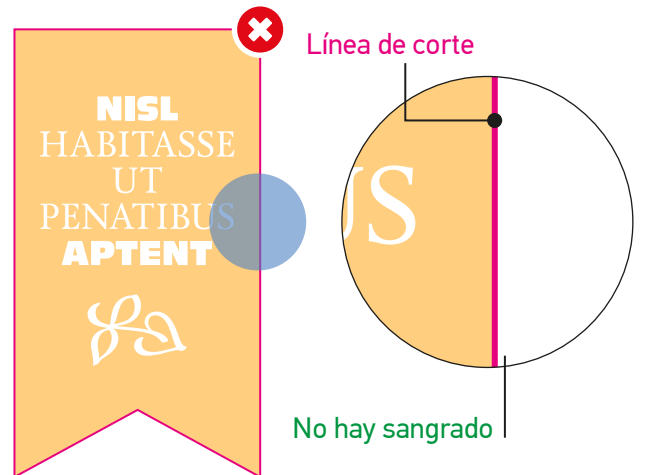 Línea de corte
NISL
HABITASSE
UT
PENATIBUS
APTENT
US
No hay sangrado